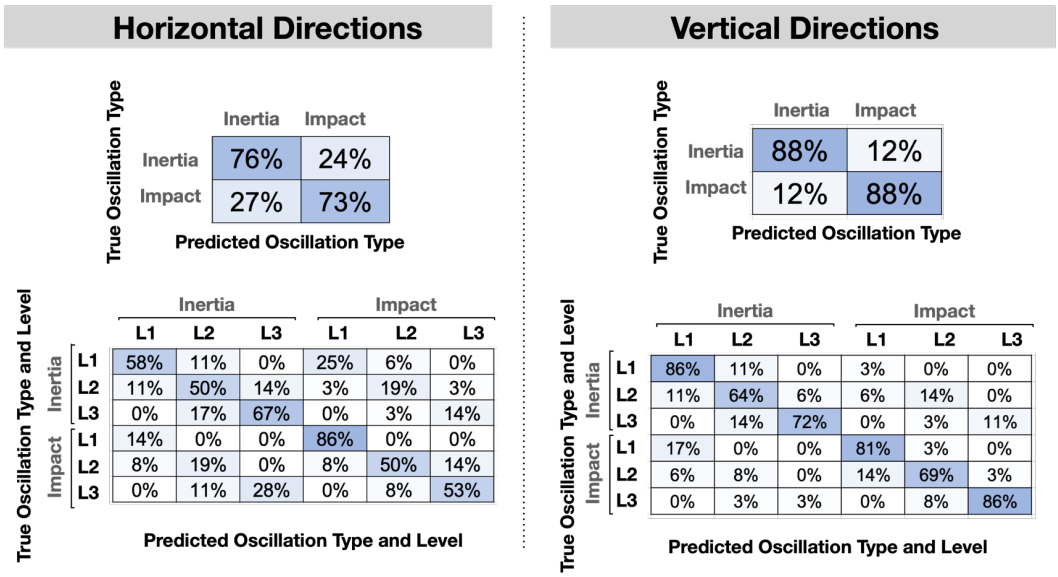 Horizontal Directions
True Oscillation Type
Inertia Impact
Inertia 76% 24%
Impact 27% 73%
Predicted Oscillation Type
True Oscillation Type and Level
Inertia Impact
L1 L2 L3 L1 L2 L3
Inertia
L1 58% 11% 0% 25% 6% 0%
L2 11% 50% 14% 3% 19% 3%
L3 0% 17% 67% 0% 3% 14%
Impact
L1 14% 0% 0% 86% 0% 0%
L2 8% 19% 0% 8% 50% 14%
L3 0% 11% 28% 0% 8% 53%
Predicted Oscillation Type and Level
Vertical Directions
True Oscillation Type
Inertia Impact
Inertia 88% 12%
Impact 12% 88%
Predicted Oscillation Type
True Oscillation Type and Level
Inertia Impact
L1 L2 L3 L1 L2 L3
Inertia
L1 86% 11% 0% 3% 0% 0%
L2 11% 64% 6% 6% 14% 0%
L3 0% 14% 72% 0% 3% 11%
Impact
L1 17% 0% 0% 81% 3% 0%
L2 6% 8% 0% 14% 69% 3%
L3 0% 3% 3% 0% 8% 86%
Predicted Oscillation Type and Level